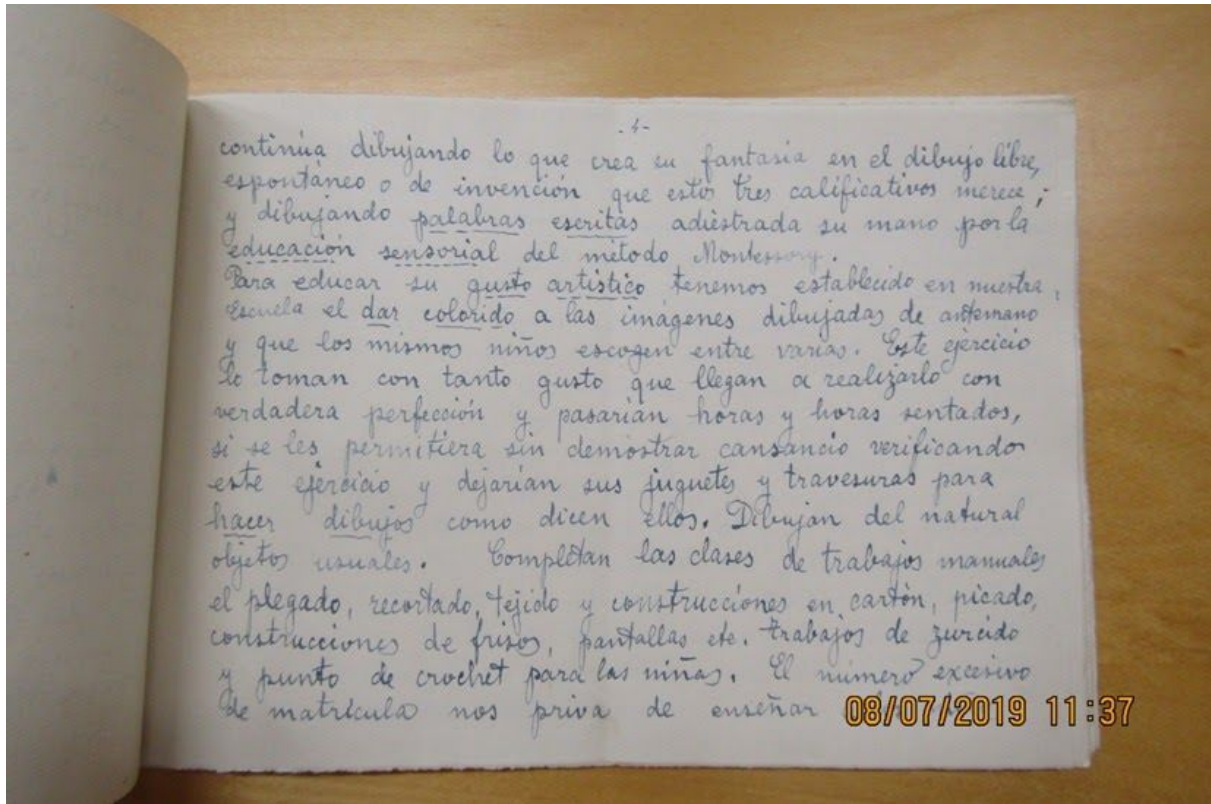 -4-
continúa dibujando lo que crea su fantasía en el dibujo libre,
espontáneo o de invención que estos tres calificativos merece;
y dibujando palabras escritas adiestrada su mano por la
educación sensorial del método Montessory.
Para educar su gusto artístico tenemos establecido en nuestra
Escuela el dar colorido a las imágenes dibujadas de antemano
y que los mismos niños escogen entre varias. Este ejercicio
lo toman con tanto gusto que llegan a realizarlo con
verdadera perfección y pasarían horas y horas sentados,
si se les permitiera sin demostrar cansancio verificando
este ejercicio y dejarían sus juguetes y travesuras para
hacer dibujos como dicen ellos. Dibujan del natural
objetos usuales. Completan las clases de trabajos manuales
el plegado, recortado, tejido y construcciones en cartón, picado,
construcciones de frisos, pantallas etc. trabajos de zurcido
y punto de crochet para las niñas. El número excesivo
de matrícula nos priva de enseñar
08/07/2019 11:37